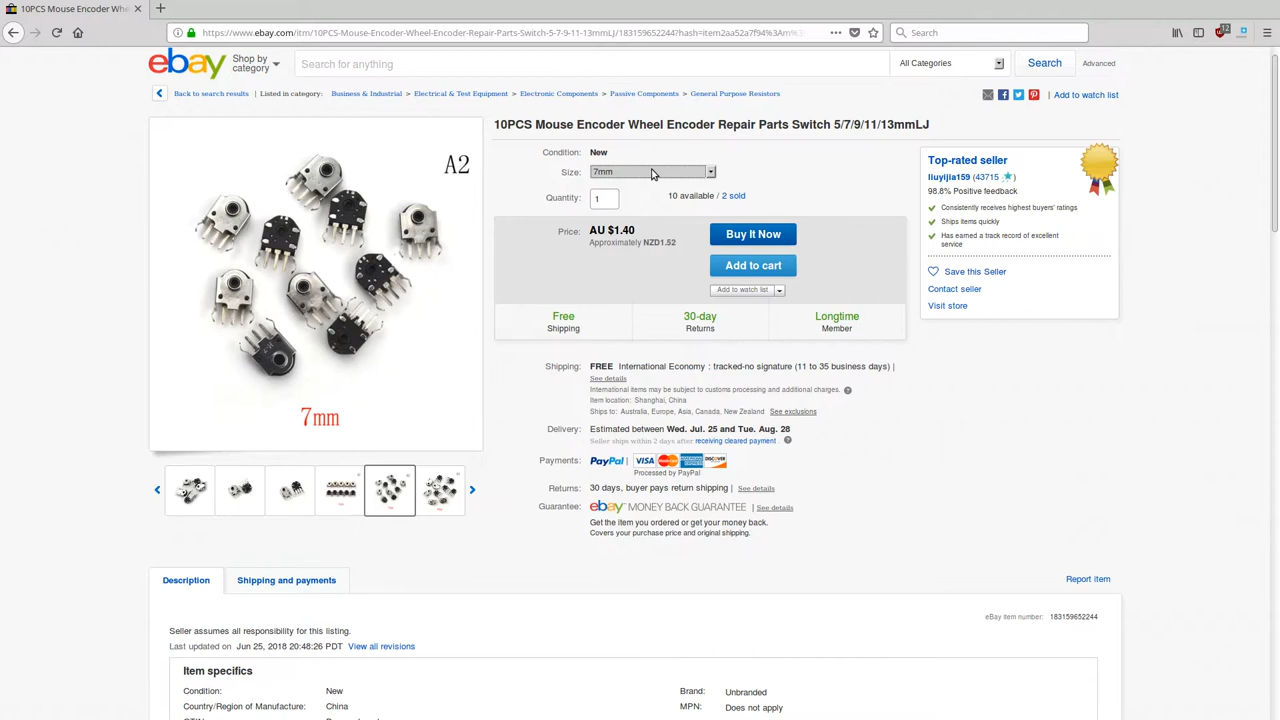 10PCS Mouse Encoder Whe
https://www.ebay.com/itm/10PCS-Mouse-Encoder-Wheel-Encoder-Repair-Parts-Switch-5-7-9-11-13mmLJ/183159652244?hash=item2aa52a7f94%3Am%
Search
12
ebay
Shop by
category
Search for anything
All Categories
Search
Advanced
Back to search results | Listed in category: Business & Industrial > Electrical & Test Equipment > Electronic Components > Passive Components > General Purpose Resistors
| Add to watch list
A2
7mm
10PCS Mouse Encoder Wheel Encoder Repair Parts Switch 5/7/9/11/13mmLJ
Condition: New
Size: 7mm
Quantity: 1 10 available / 2 sold
Price: AU $1.40
Approximately NZD1.52
Buy It Now
Add to cart
Add to watch list
Free
Shipping
30-day
Returns
Longtime
Member
Shipping: FREE International Economy : tracked-no signature (11 to 35 business days) |
See details
International items may be subject to customs processing and additional charges.
Item location: Shanghai, China
Ships to: Australia, Europe, Asia, Canada, New Zealand See exclusions
Delivery: Estimated between Wed. Jul. 25 and Tue. Aug. 28
Seller ships within 2 days after receiving cleared payment .
Payments: PayPal | VISA MasterCard DISCOVER
Processed by PayPal
Returns: 30 days, buyer pays return shipping | See details
Guarantee: ebay MONEY BACK GUARANTEE | See details
Get the item you ordered or get your money back.
Covers your purchase price and original shipping.
Top-rated seller
liuyijia159 (43715 )
98.8% Positive feedback
Consistently receives highest buyers' ratings
Ships items quickly
Has earned a track record of excellent
service
Save this Seller
Contact seller
Visit store
Description
Shipping and payments
Report item
eBay item number: 183159652244
Seller assumes all responsibility for this listing.
Last updated on Jun 25, 2018 20:48:26 PDT View all revisions
Item specifics
Condition: New
Brand: Unbranded
Country/Region of Manufacture: China
MPN: Does not apply